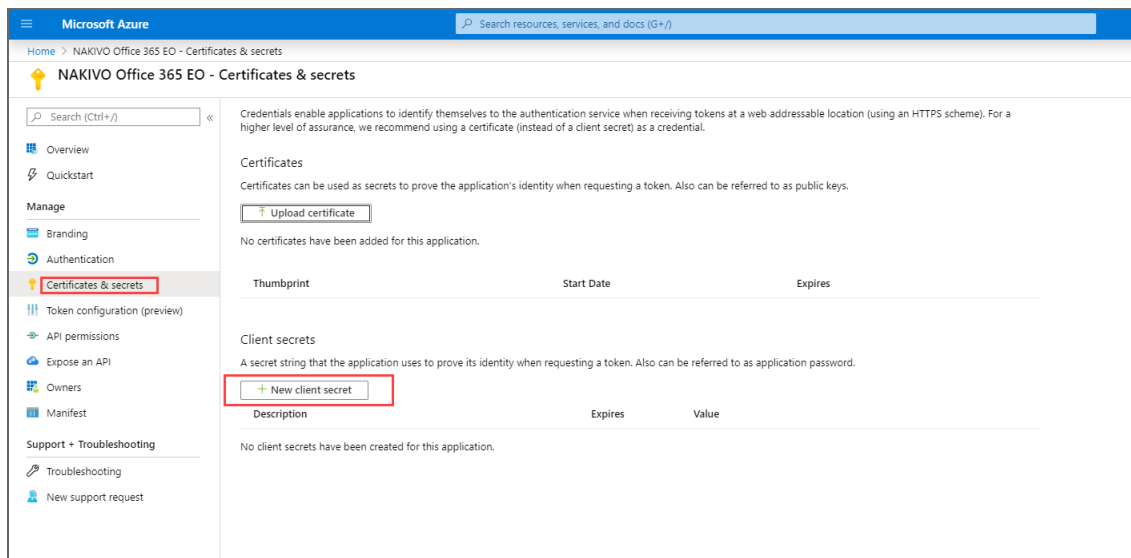 Microsoft Azure
Search resources, services, and docs (G+/)
Home > NAKIVO Office 365 EO - Certificates & secrets
NAKIVO Office 365 EO - Certificates & secrets
Search (Ctrl+/)
«
Overview
Quickstart
Manage
Branding
Authentication
Certificates & secrets
Token configuration (preview)
API permissions
Expose an API
Owners
Manifest
Support + Troubleshooting
Troubleshooting
New support request
Credentials enable applications to identify themselves to the authentication service when receiving tokens at a web addressable location (using an HTTPS scheme). For a
higher level of assurance, we recommend using a certificate (instead of a client secret) as a credential.
Certificates
Certificates can be used as secrets to prove the application's identity when requesting a token. Also can be referred to as public keys.
Upload certificate
No certificates have been added for this application.
Thumbprint Start Date Expires
Client secrets
A secret string that the application uses to prove its identity when requesting a token. Also can be referred to as application password.
+ New client secret
Description Expires Value
No client secrets have been created for this application.